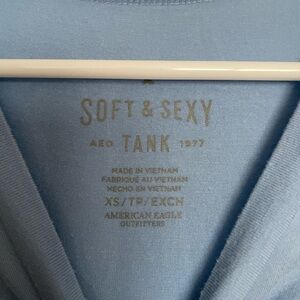 SOFT & SEXY
AEO TANK 1977
MADE IN VIETNAM
FABRIQUÉ AU VIETNAM
HECHO EN VIETNAM
XS/TP/EXCH
AMERICAN EAGLE
OUTFITTERS